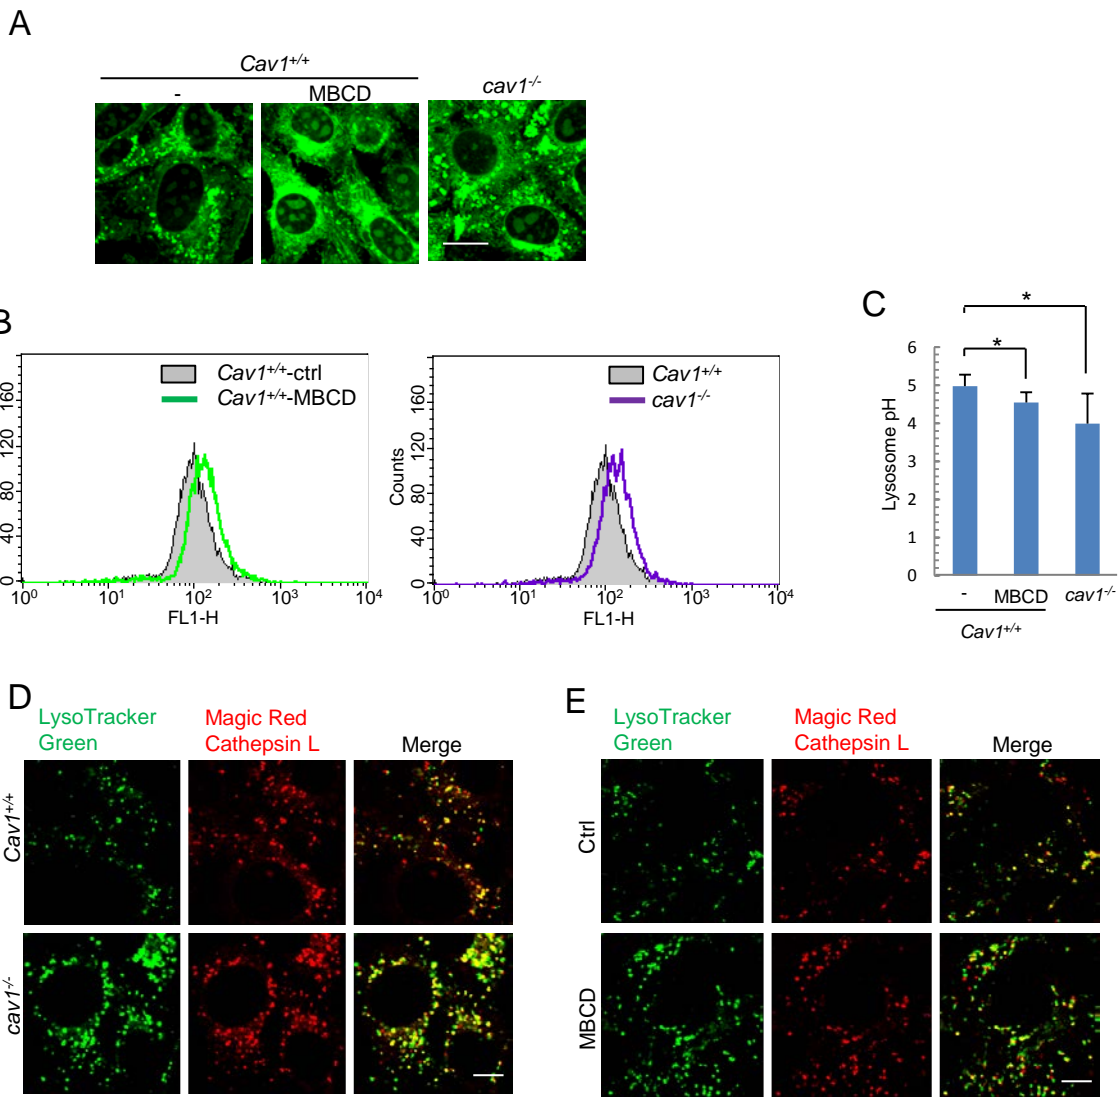 A
Cav1+/+
- MBCD cav1-/-
B
Cav1+/+-ctrl
Cav1+/+-MBCD
160
120
80
40
0
10⁰ 10¹ 10² 10³ 10⁴
FL1-H
Cav1+/+
cav1-/-
Counts
160
120
80
40
0
10⁰ 10¹ 10² 10³ 10⁴
FL1-H
C
*
*
Lysosome pH
6
5
4
3
2
1
0
- MBCD cav1-/-
Cav1+/+
D
LysoTracker
Green
Magic Red
Cathepsin L
Merge
Cav1+/+
cav1-/-
E
LysoTracker
Green
Magic Red
Cathepsin L
Merge
Ctrl
MBCD